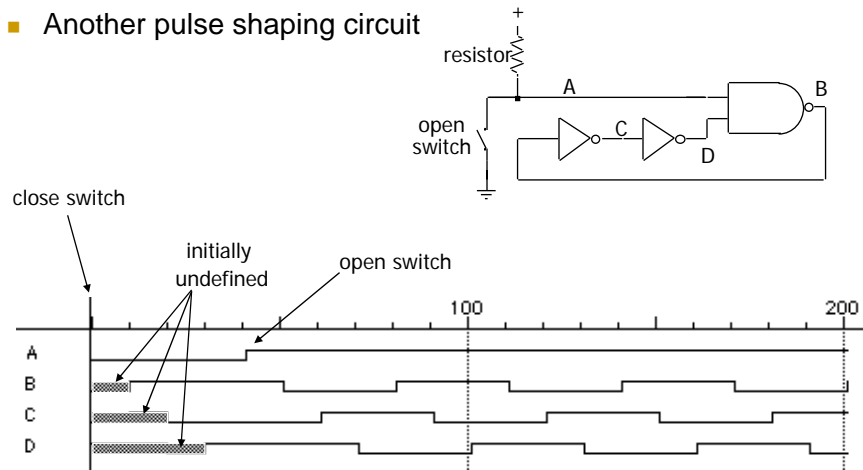 Another pulse shaping circuit
+
resistor
A
B
open
switch
C
D
close switch
initially
undefined
open switch
100
200
A
B
C
D